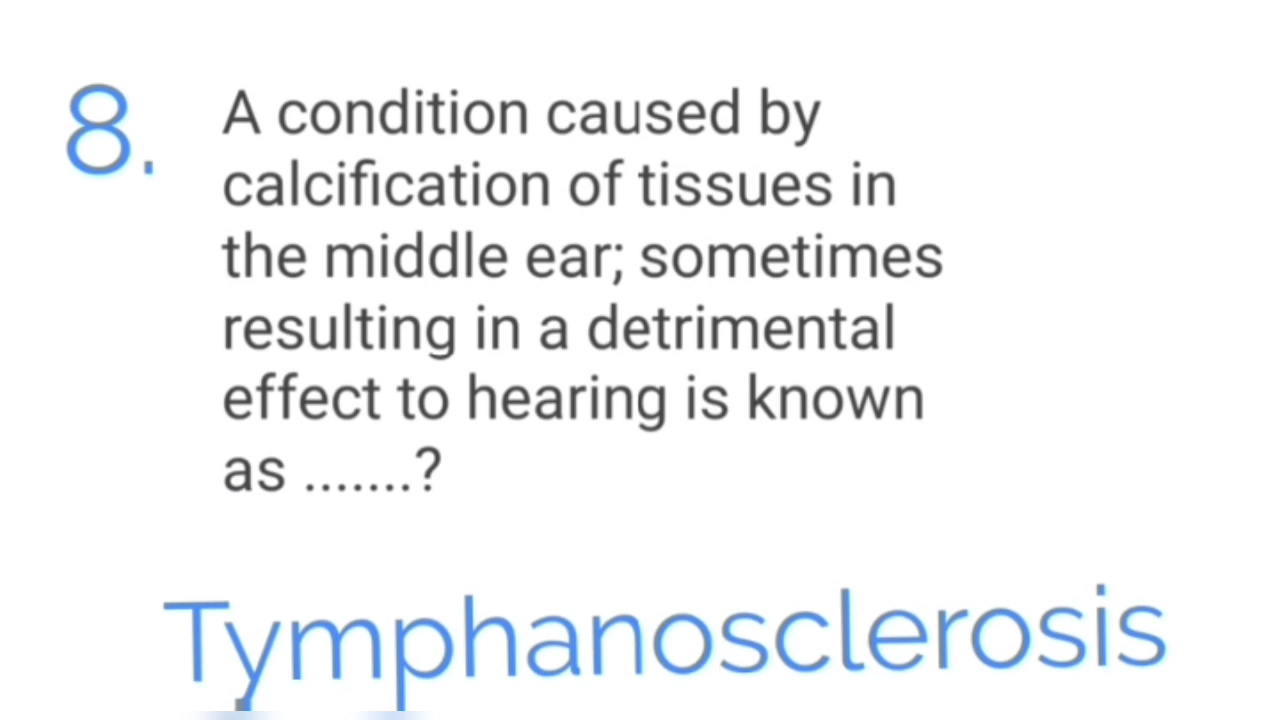 8.
A condition caused by
calcification of tissues in
the middle ear; sometimes
resulting in a detrimental
effect to hearing is known
as .......?
Tymphanosclerosis